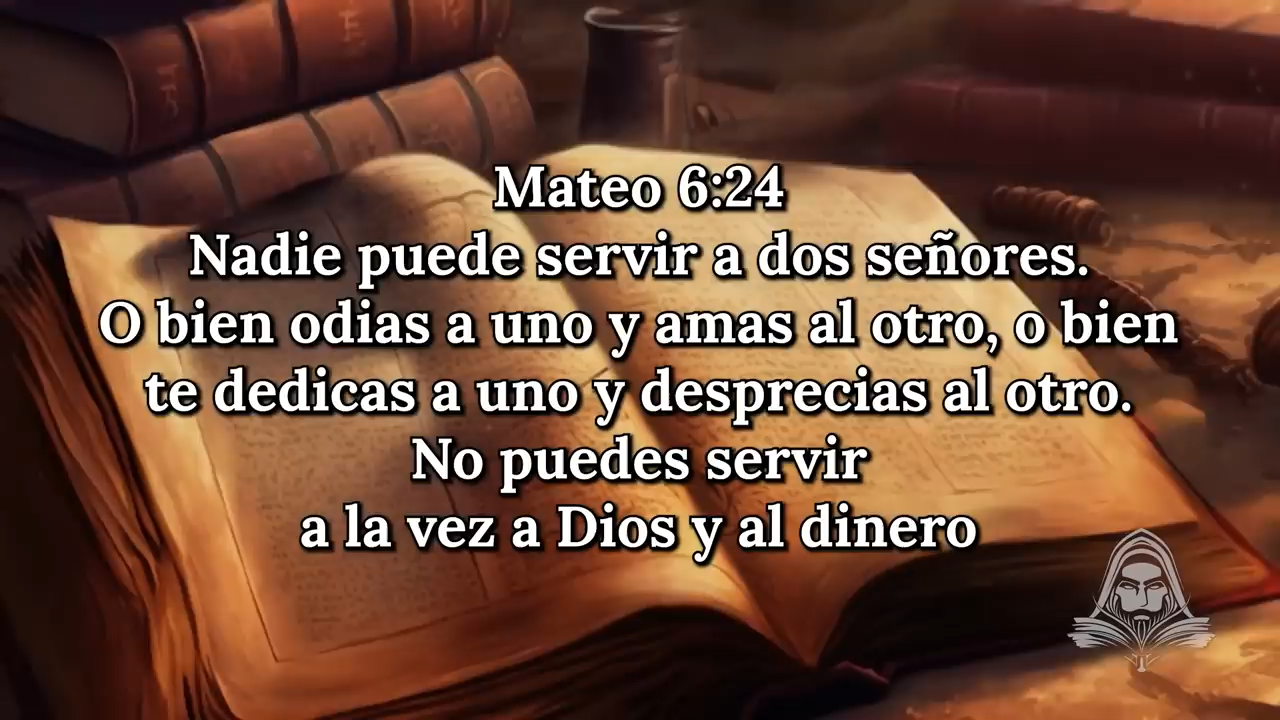 Mateo 6:24
Nadie puede servir a dos señores.
O bien odias a uno y amas al otro, o bien
te dedicas a uno y desprecias al otro.
No puedes servir
a la vez a Dios y al dinero